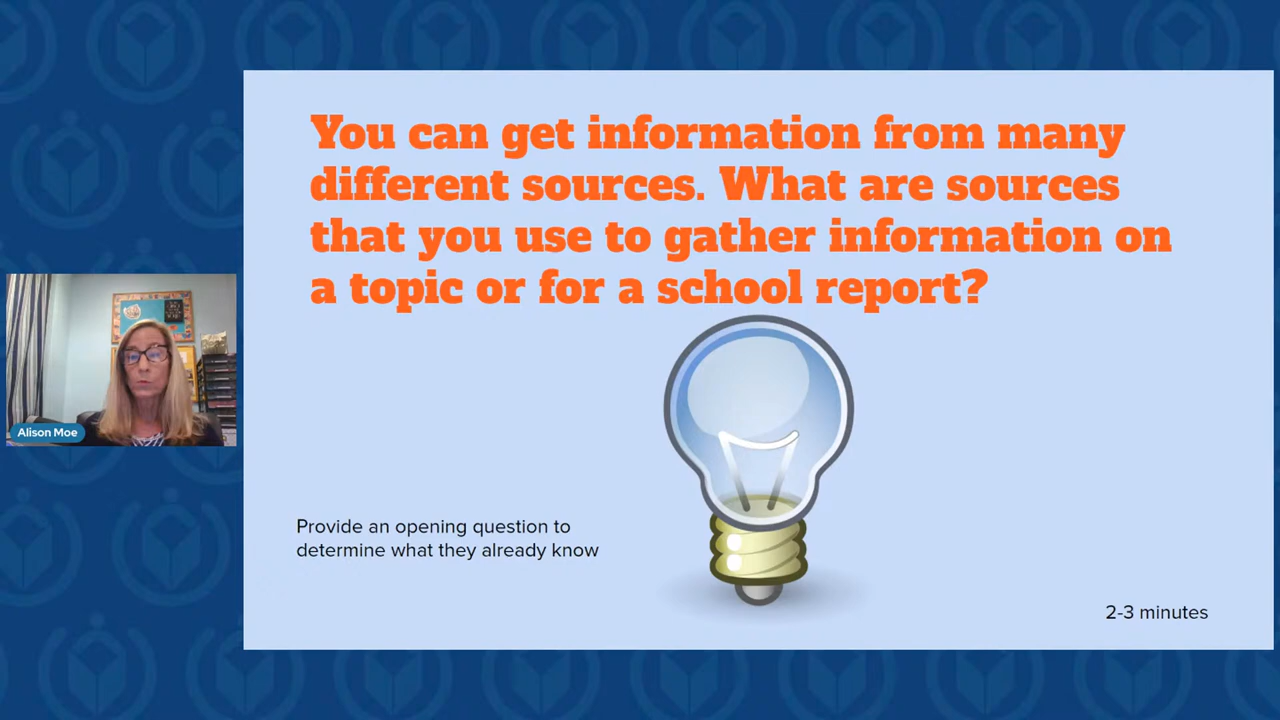 You can get information from many
different sources. What are sources
that you use to gather information on
a topic or for a school report?
Alison Moe
Provide an opening question to
determine what they already know
2-3 minutes